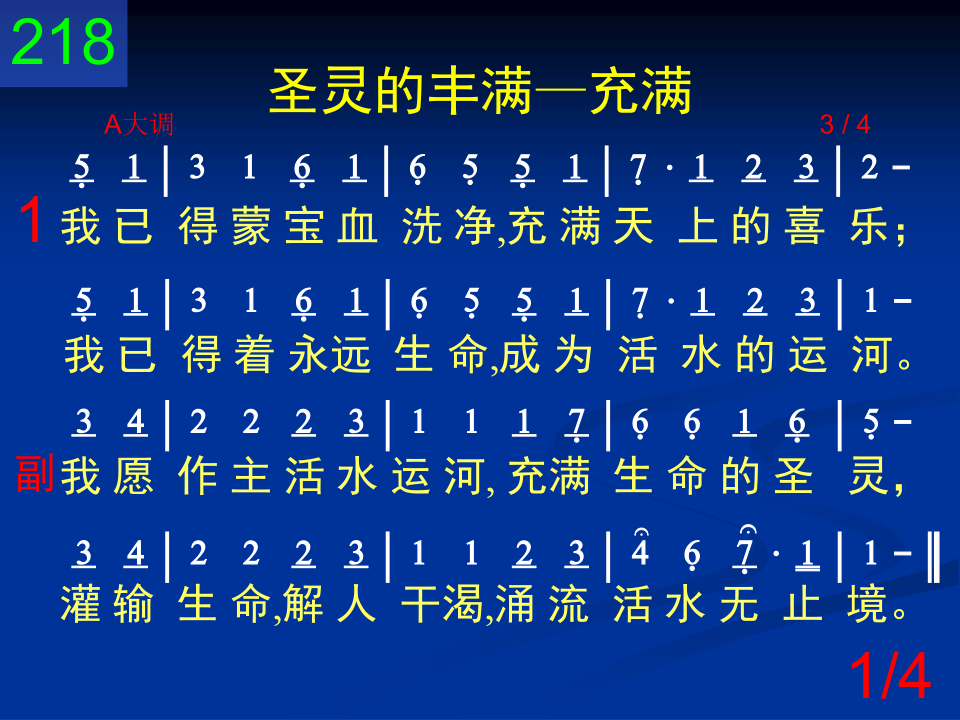 218
圣灵的丰满—充满
A大调 3 / 4
5 1 | 3 1 6 1 | 6 5 5 1 | 7 · 1 2 3 | 2 −
1 我已得蒙宝血洗净,充满天上的喜乐；
5 1 | 3 1 6 1 | 6 5 5 1 | 7 · 1 2 3 | 1 −
我已得着永远生命,成为活水的运河。
3 4 | 2 2 2 3 | 1 1 1 7 | 6 6 1 6 | 5 −
副 我愿作主活水运河,充满生命的圣灵，
3 4 | 2 2 2 3 | 1 1 2 3 | 4 6 7 · 1 | 1 − ‖
灌输生命,解人干渴,涌流活水无止境。
1/4